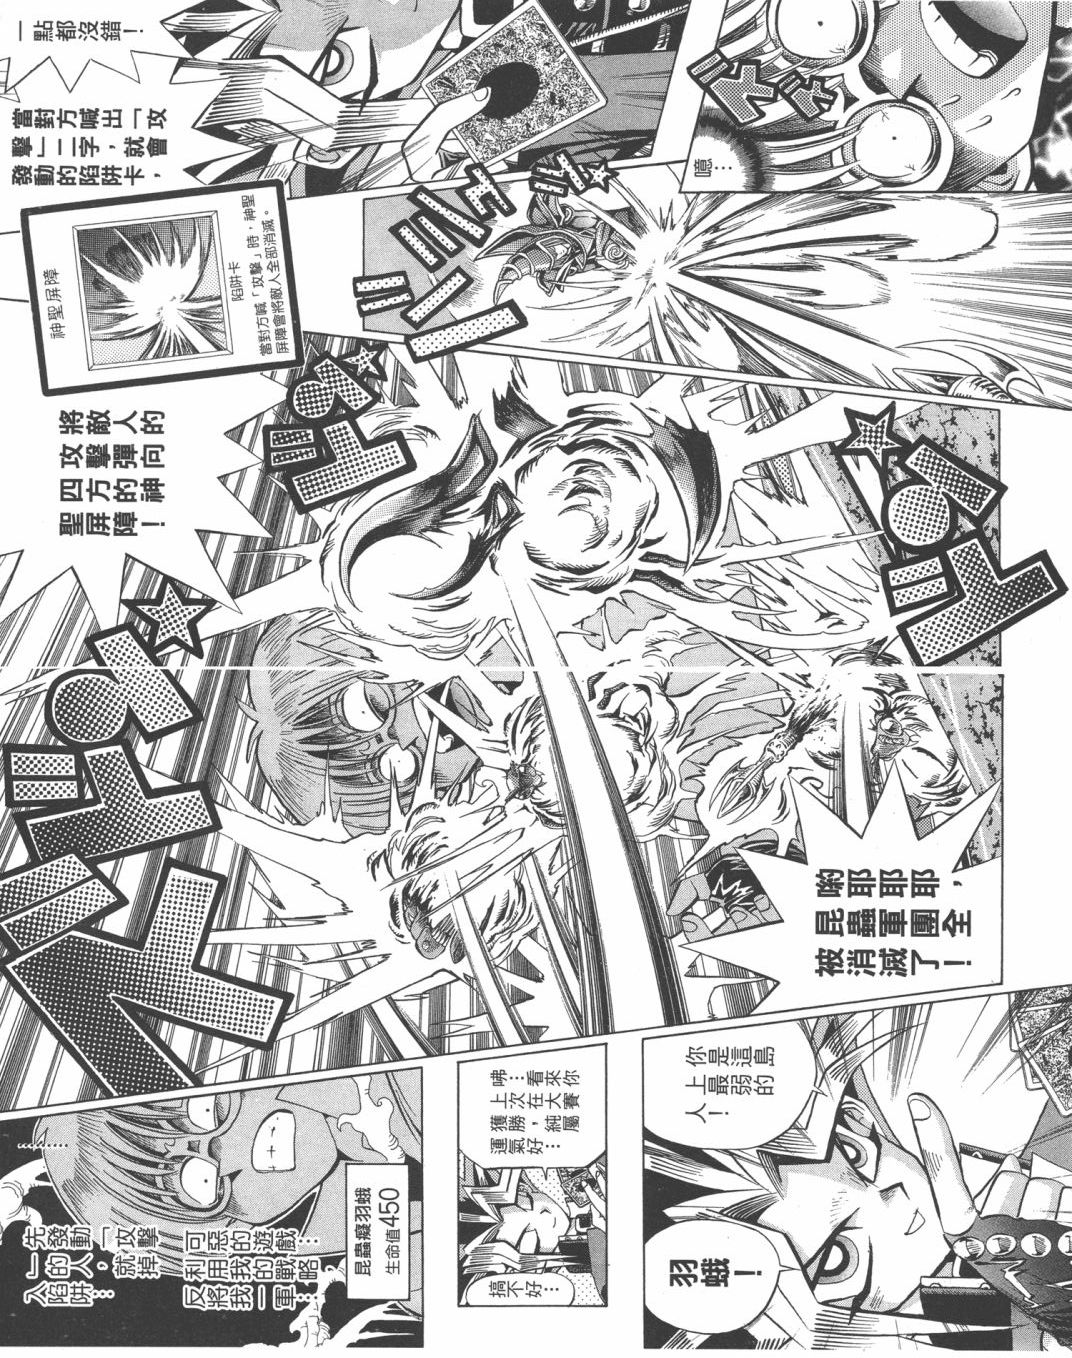 噫…
一點都沒錯！
當對方喊出「攻
擊」二字，就會
發動的陷阱卡，
神聖屏障
陷阱卡
當對方喊「攻擊」時，神聖
屏障會將敵人全部消滅。
將敵人的
攻擊彈向
四方的神
聖屏障！
喲耶耶耶，
昆蟲軍團全
被消滅了！
羽蛾！
你是這島
上最弱的
人！
咈…看來你
上次在大賽
獲勝，純屬
運氣好…
搞不好…
昆蟲癡羽蛾
生命值450
可惡的遊戲…
利用我的戰略，
反將我一軍…
先發動「攻擊
」的人，就掉
入陷阱…
………